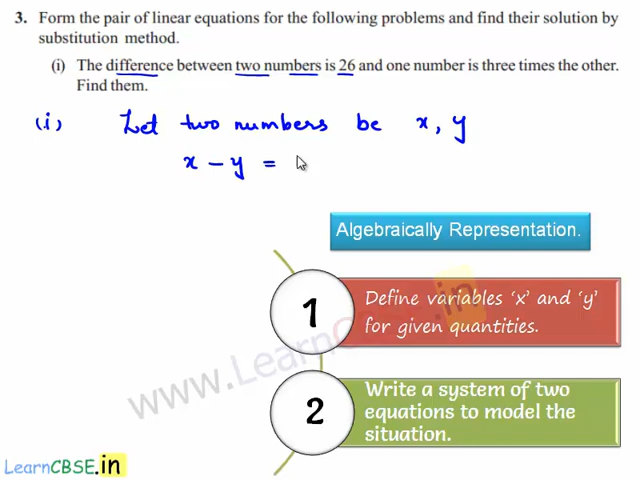 3. Form the pair of linear equations for the following problems and find their solution by
substitution method.
(i) The difference between two numbers is 26 and one number is three times the other.
Find them.
(i) Let two numbers be x, y
x - y =
Algebraically Representation.
1
Define variables ‘x’ and ‘y’
for given quantities.
2
Write a system of two
equations to model the
situation.
www.LearnCBSE.in
LearnCBSE.in